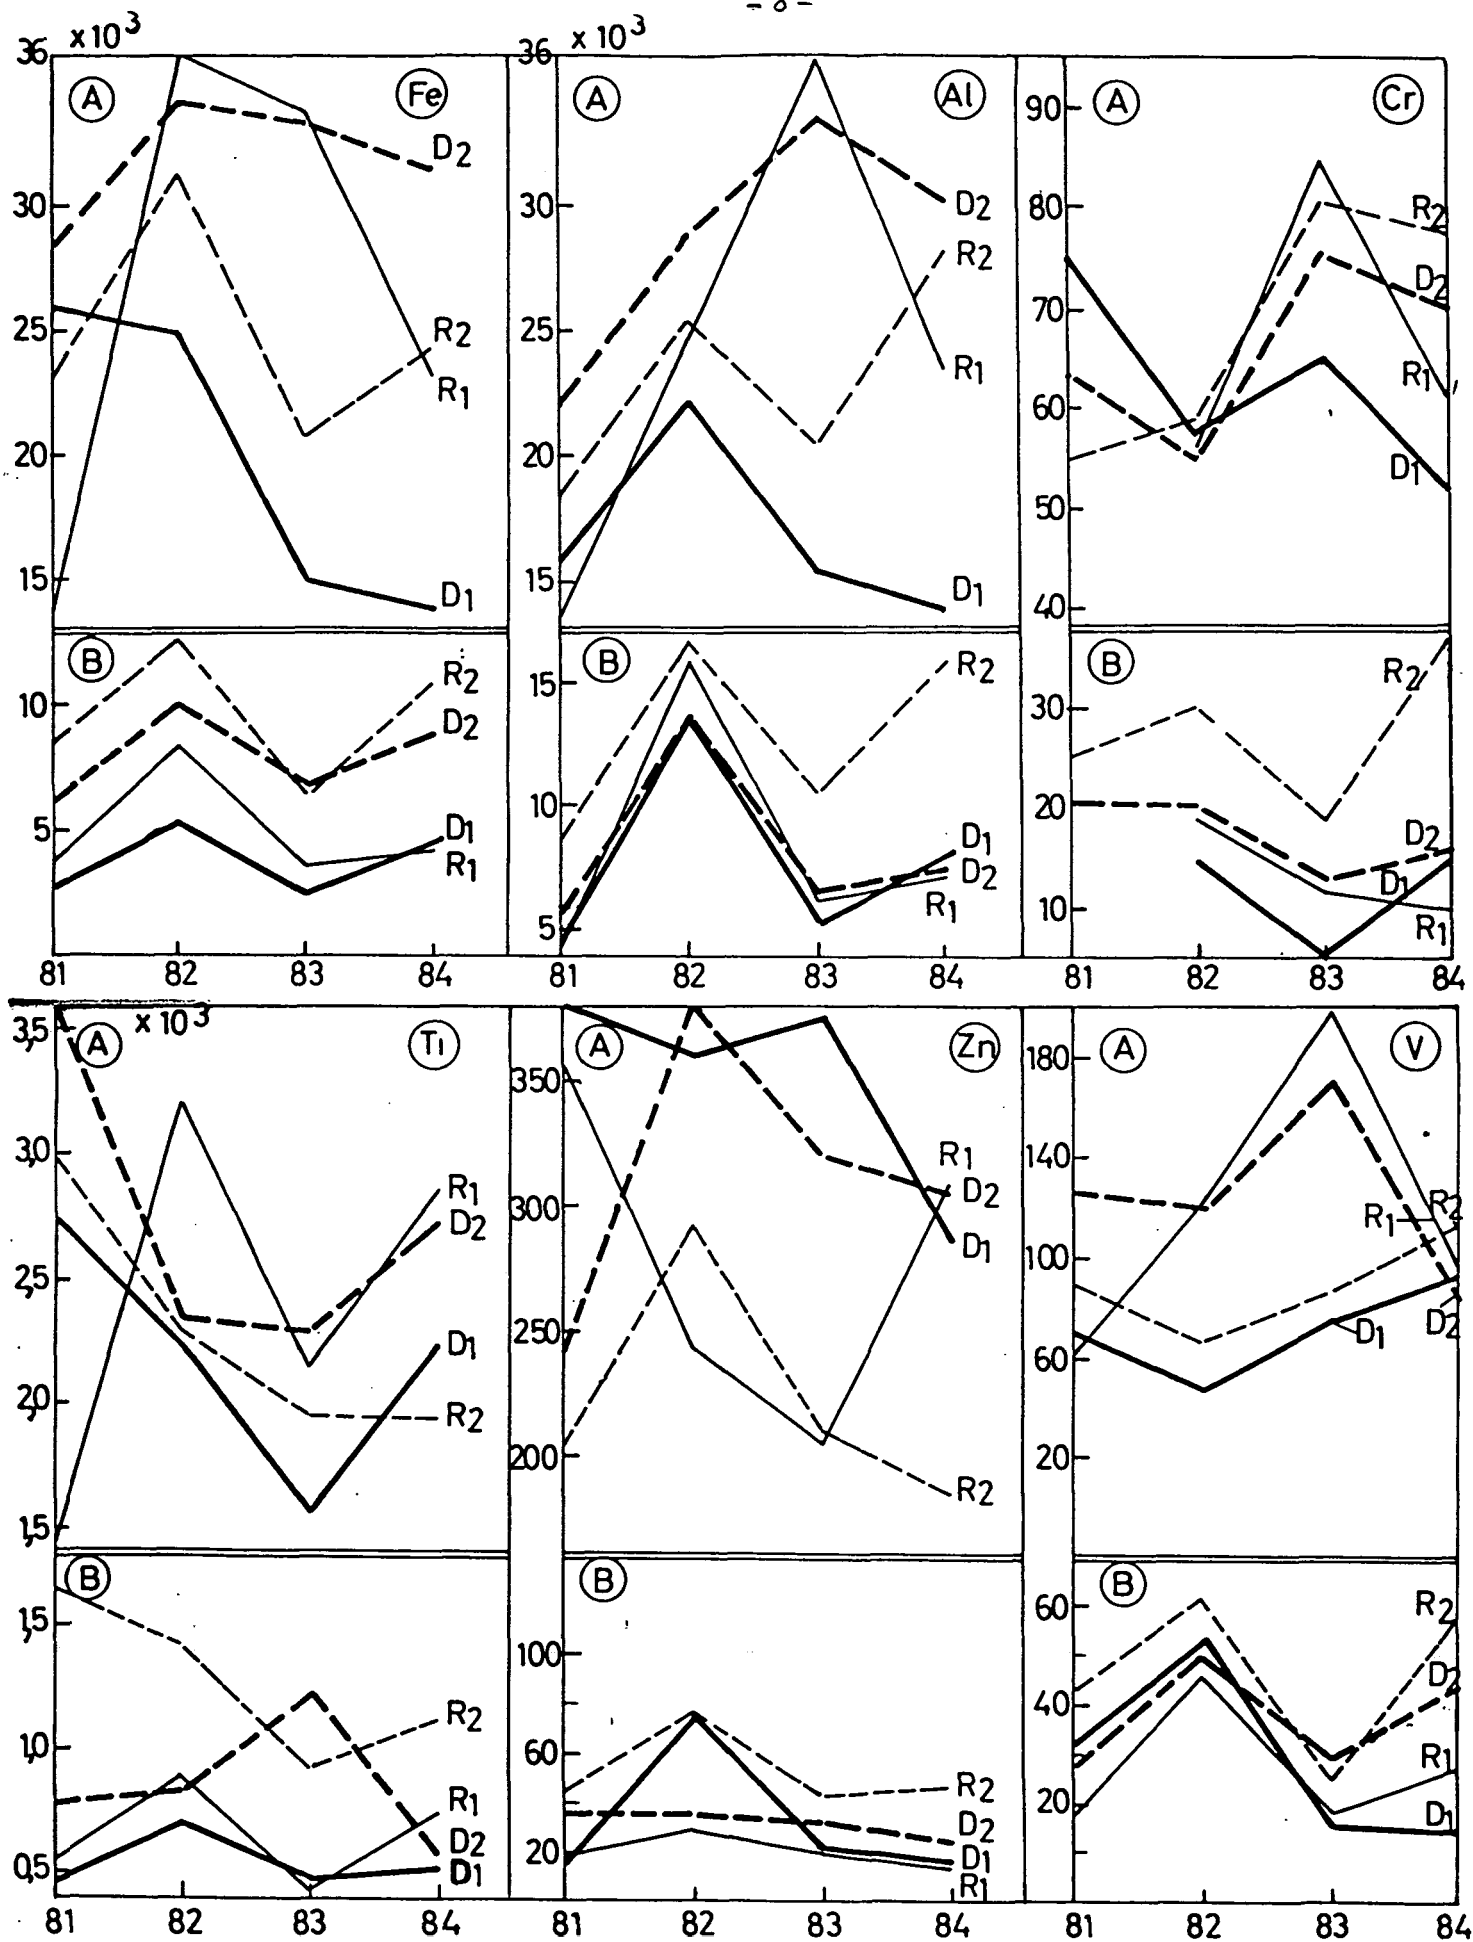 - 8 -
36 x10³ 36 x10³
A Fe A Al A Cr
90
D2
30 30 80 R2
D2
R2 D2
70
25 R2 25
R1 R1 60 R1
20 20
D1
50
15 D1 15 D1
40
B B B
R2 15 R2 R2
10 D2 30
10 20
D2
5 D1 D1 D1
R1 D2 10
5 R1 R1
81 82 83 84 81 82 83 84 81 82 83 84
3,5 x10³
A Ti A Zn A V
350 180
3,0 R1 140
R1 300 D2 R2
D2 R1
2,5 D1 100
D1 250 D2
D1
60
2,0 R2
200 20
R2
1,5
B B B
1,5 100 60 R2
R2 D2
1,0 60 40
R1 R2 R1
D2 D2 20
0,5 D1 20 D1 D1
R1
81 82 83 84 81 82 83 84 81 82 83 84